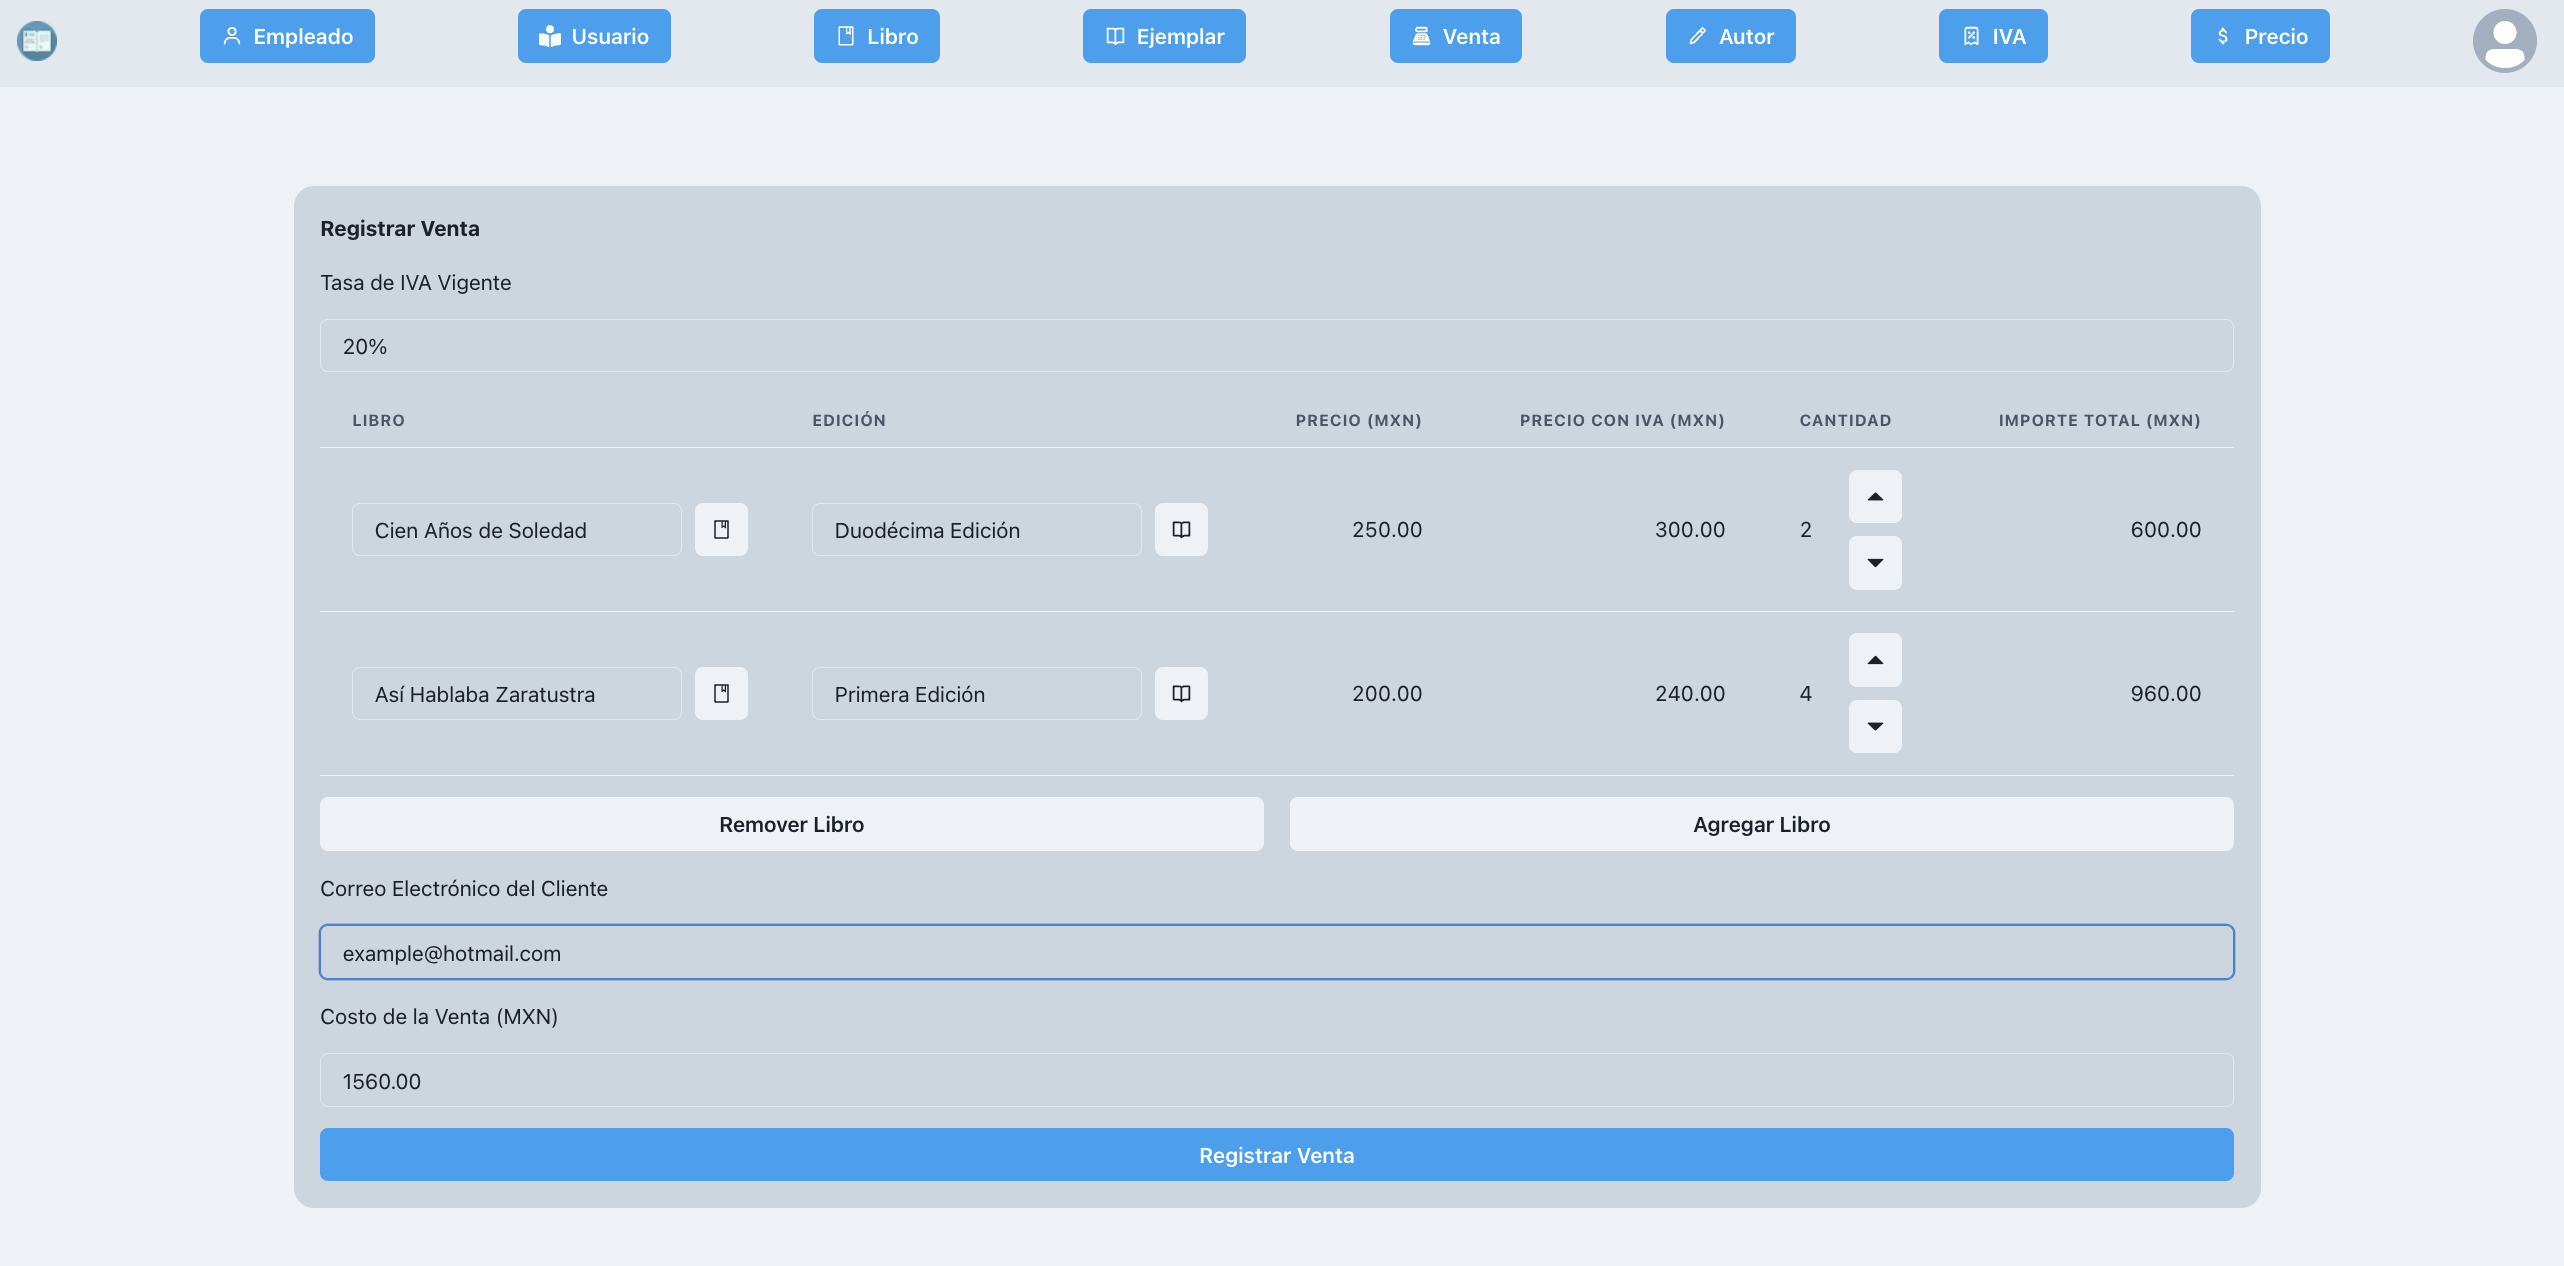 Empleado Usuario Libro Ejemplar Venta Autor IVA Precio
Registrar Venta
Tasa de IVA Vigente
20%
LIBRO EDICIÓN PRECIO (MXN) PRECIO CON IVA (MXN) CANTIDAD IMPORTE TOTAL (MXN)
Cien Años de Soledad Duodécima Edición 250.00 300.00 2 600.00
Así Hablaba Zaratustra Primera Edición 200.00 240.00 4 960.00
Remover Libro Agregar Libro
Correo Electrónico del Cliente
example@hotmail.com
Costo de la Venta (MXN)
1560.00
Registrar Venta